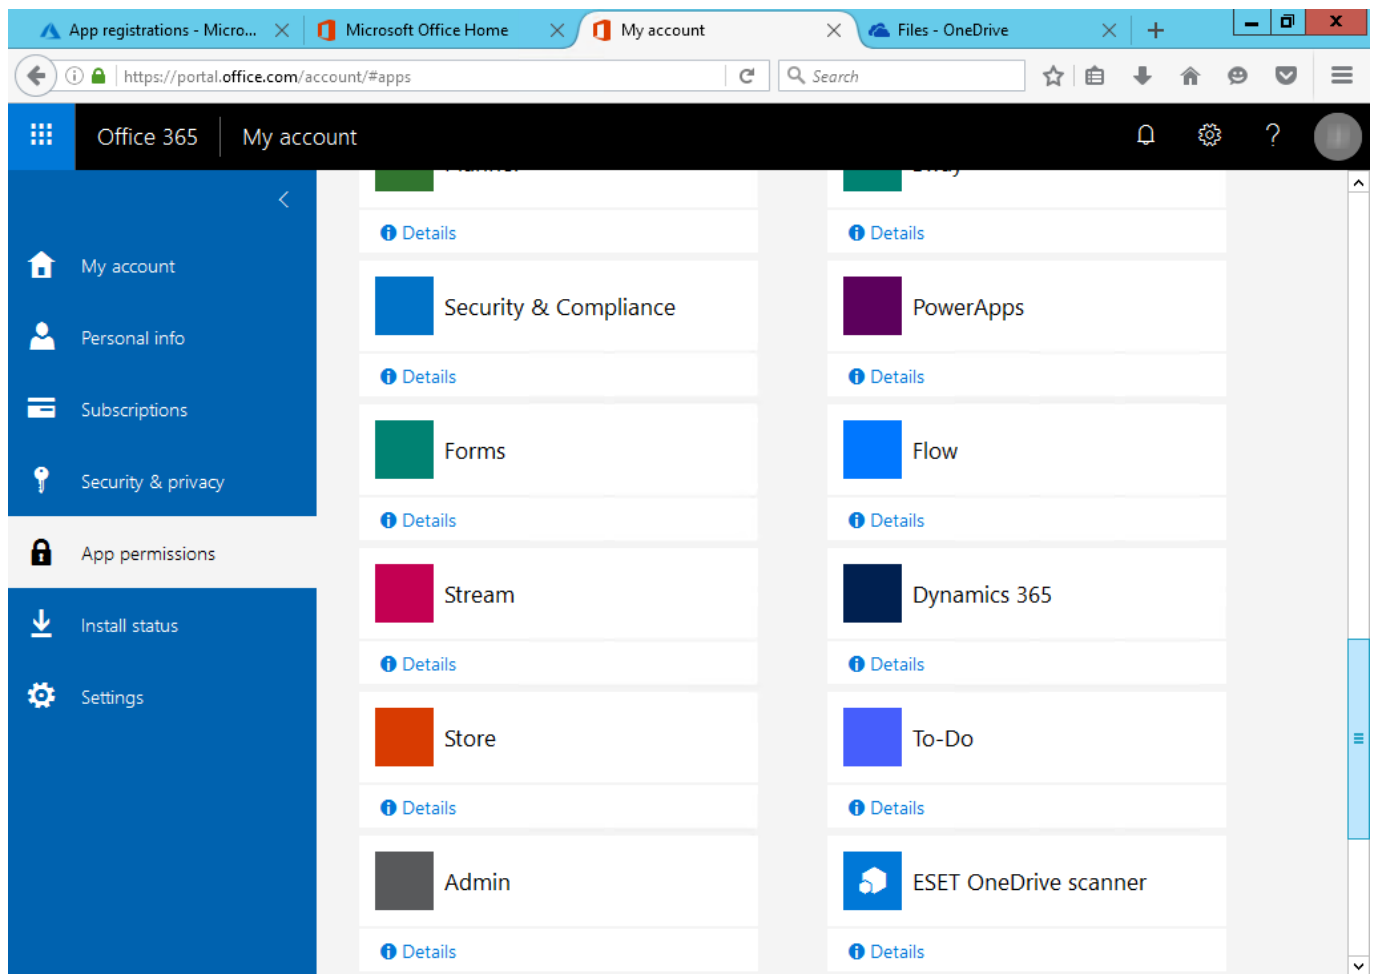 App registrations - Micro...
Microsoft Office Home
My account
Files - OneDrive
https://portal.office.com/account/#apps
Search
Office 365
My account
My account
Personal info
Subscriptions
Security & privacy
App permissions
Install status
Settings
Details
Details
Security & Compliance
PowerApps
Details
Details
Forms
Flow
Details
Details
Stream
Dynamics 365
Details
Details
Store
To-Do
Details
Details
Admin
ESET OneDrive scanner
Details
Details